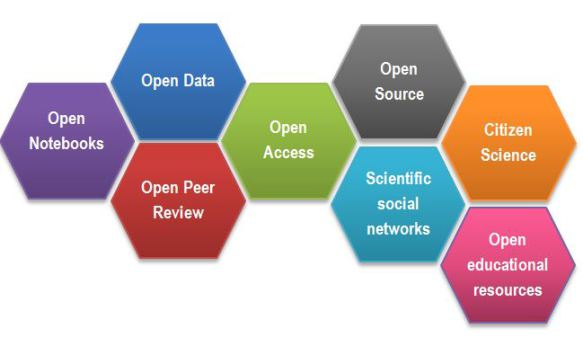 Open
Notebooks
Open Data
Open Peer
Review
Open
Access
Open
Source
Scientific
social
networks
Citizen
Science
Open
educational
resources